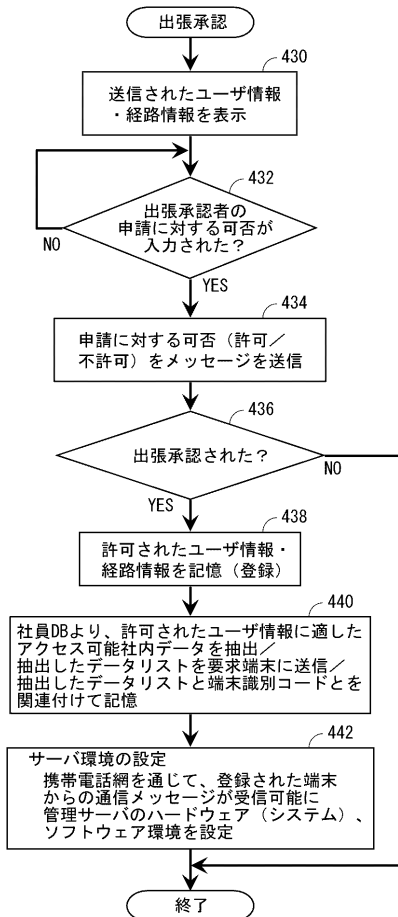 出張承認
430
送信されたユーザ情報
・経路情報を表示
432
出張承認者の
申請に対する可否が
入力された?
NO
YES
434
申請に対する可否(許可/
不許可)をメッセージを送信
436
出張承認された?
NO
YES
438
許可されたユーザ情報・
経路情報を記憶(登録)
440
社員DBより、許可されたユーザ情報に適した
アクセス可能社内データを抽出/
抽出したデータリストを要求端末に送信/
抽出したデータリストと端末識別コードとを
関連付けて記憶
442
サーバ環境の設定
携帯電話網を通じて、登録された端末
からの通信メッセージが受信可能に
管理サーバのハードウェア(システム)、
ソフトウェア環境を設定
終了